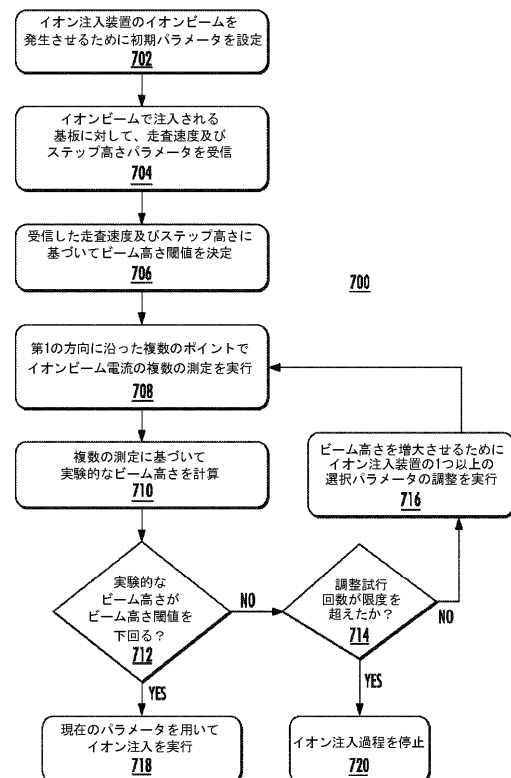 イオン注入装置のイオンビームを
発生させるために初期パラメータを設定
702
イオンビームで注入される
基板に対して、走査速度及び
ステップ高さパラメータを受信
704
受信した走査速度及びステップ高さに
基づいてビーム高さ閾値を決定
706
700
第1の方向に沿った複数のポイントで
イオンビーム電流の複数の測定を実行
708
複数の測定に基づいて
実験的なビーム高さを計算
710
ビーム高さを増大させるために
イオン注入装置の1つ以上の
選択パラメータの調整を実行
716
実験的な
ビーム高さが
ビーム高さ閾値を
下回る?
712
NO
調整試行
回数が限度を
超えたか?
714
NO
YES
YES
現在のパラメータを用いて
イオン注入を実行
718
イオン注入過程を停止
720